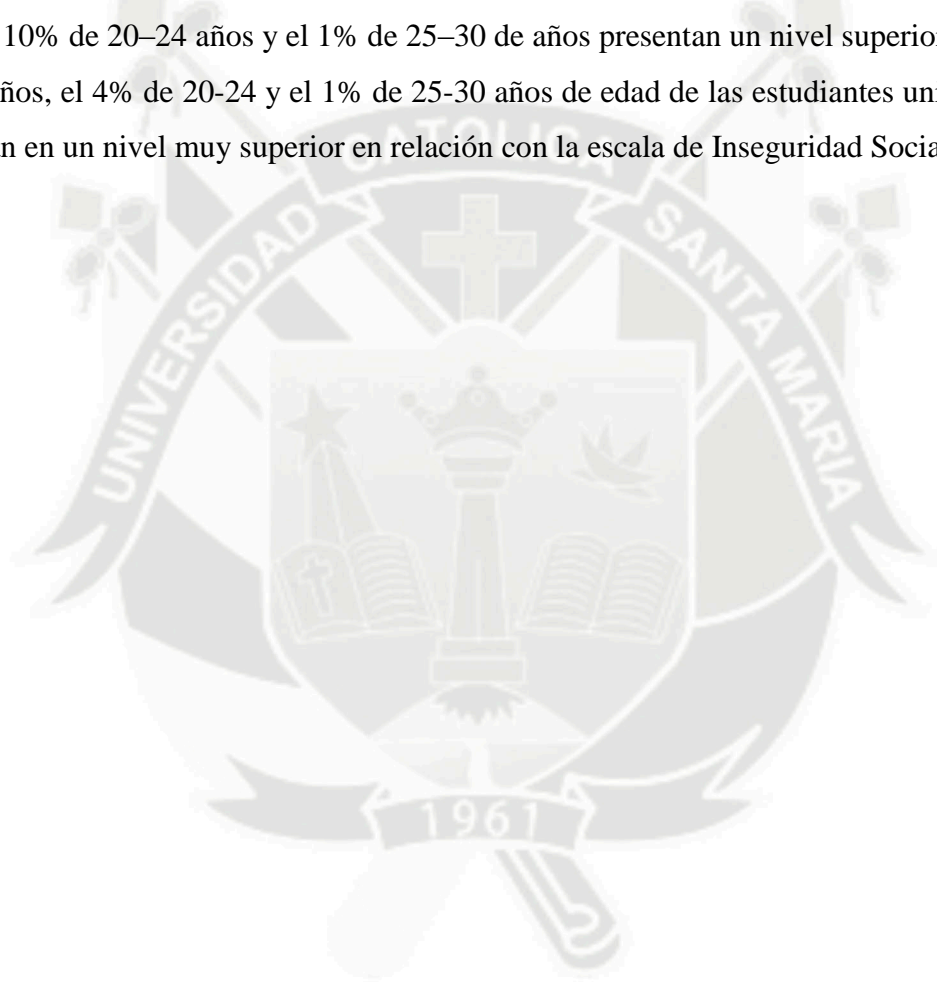 10% de 20–24 años y el 1% de 25–30 de años presentan un nivel superior
ños, el 4% de 20-24 y el 1% de 25-30 años de edad de las estudiantes un
n en un nivel muy superior en relación con la escala de Inseguridad Socia
UNIVERSIDAD CATOLICA SANTA MARIA
1961